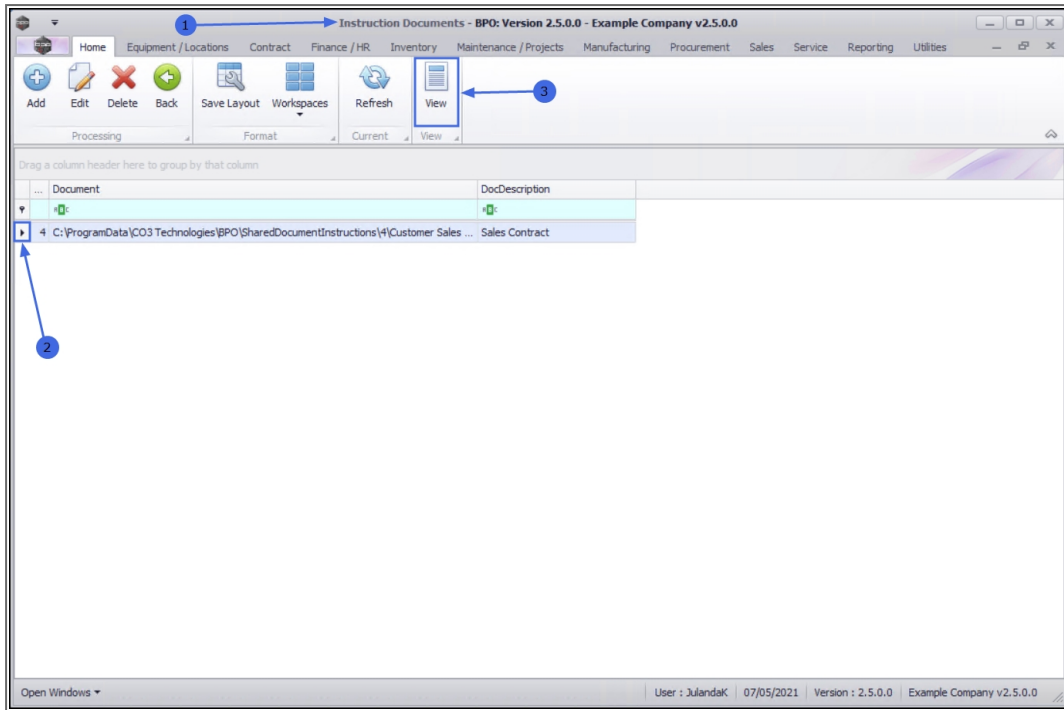 1
Instruction Documents - BPO: Version 2.5.0.0 - Example Company v2.5.0.0
Home Equipment / Locations Contract Finance / HR Inventory Maintenance / Projects Manufacturing Procurement Sales Service Reporting Utilities
Add Edit Delete Back Save Layout Workspaces Refresh View
3
Processing Format Current View
Drag a column header here to group by that column
... Document DocDescription
4 C:\ProgramData\CO3 Technologies\BPO\SharedDocumentInstructions\4\Customer Sales ... Sales Contract
2
Open Windows User : JulandaK 07/05/2021 Version : 2.5.0.0 Example Company v2.5.0.0